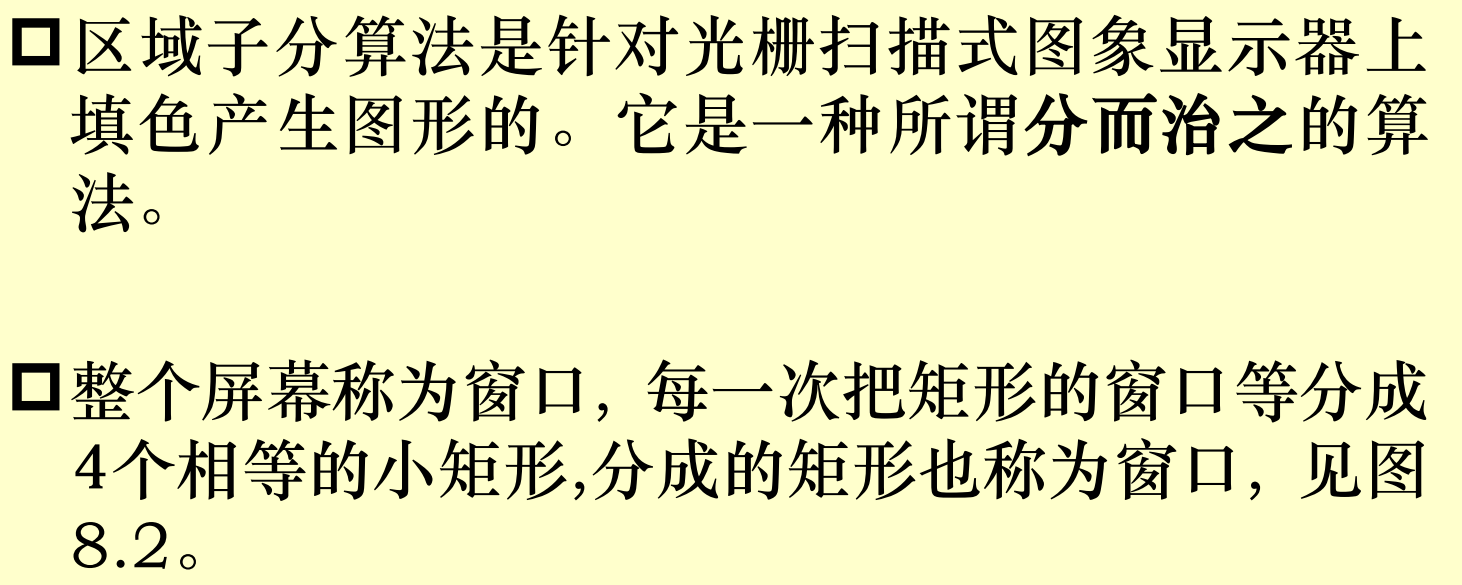 区域子分算法是针对光栅扫描式图象显示器上
填色产生图形的。它是一种所谓分而治之的算
法。
整个屏幕称为窗口，每一次把矩形的窗口等分成
4个相等的小矩形,分成的矩形也称为窗口，见图
8.2。